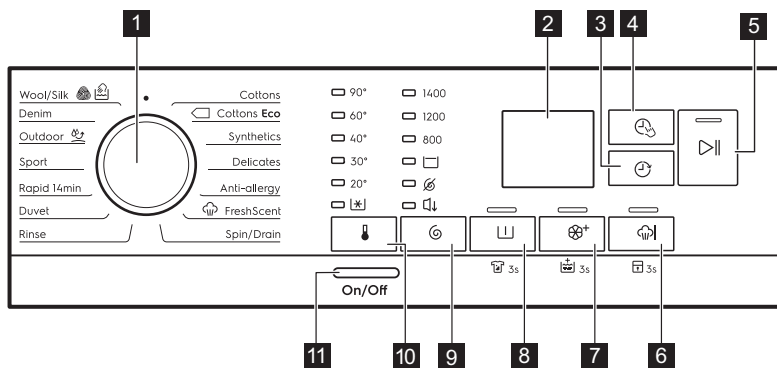 1
2
3
4
5
Wool/Silk
Denim
Outdoor
Sport
Rapid 14min
Duvet
Rinse
Cottons
Cottons Eco
Synthetics
Delicates
Anti-allergy
FreshScent
Spin/Drain
90°
60°
40°
30°
20°
1400
1200
800
3s
3s
3s
On/Off
11
10
9
8
7
6